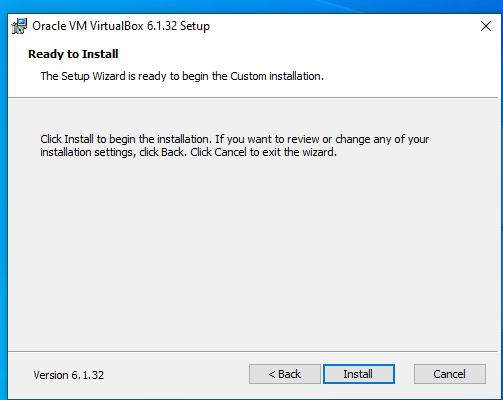 Oracle VM VirtualBox 6.1.32 Setup
Ready to Install
The Setup Wizard is ready to begin the Custom installation.
Click Install to begin the installation. If you want to review or change any of your
installation settings, click Back. Click Cancel to exit the wizard.
Version 6.1.32
< Back
Install
Cancel